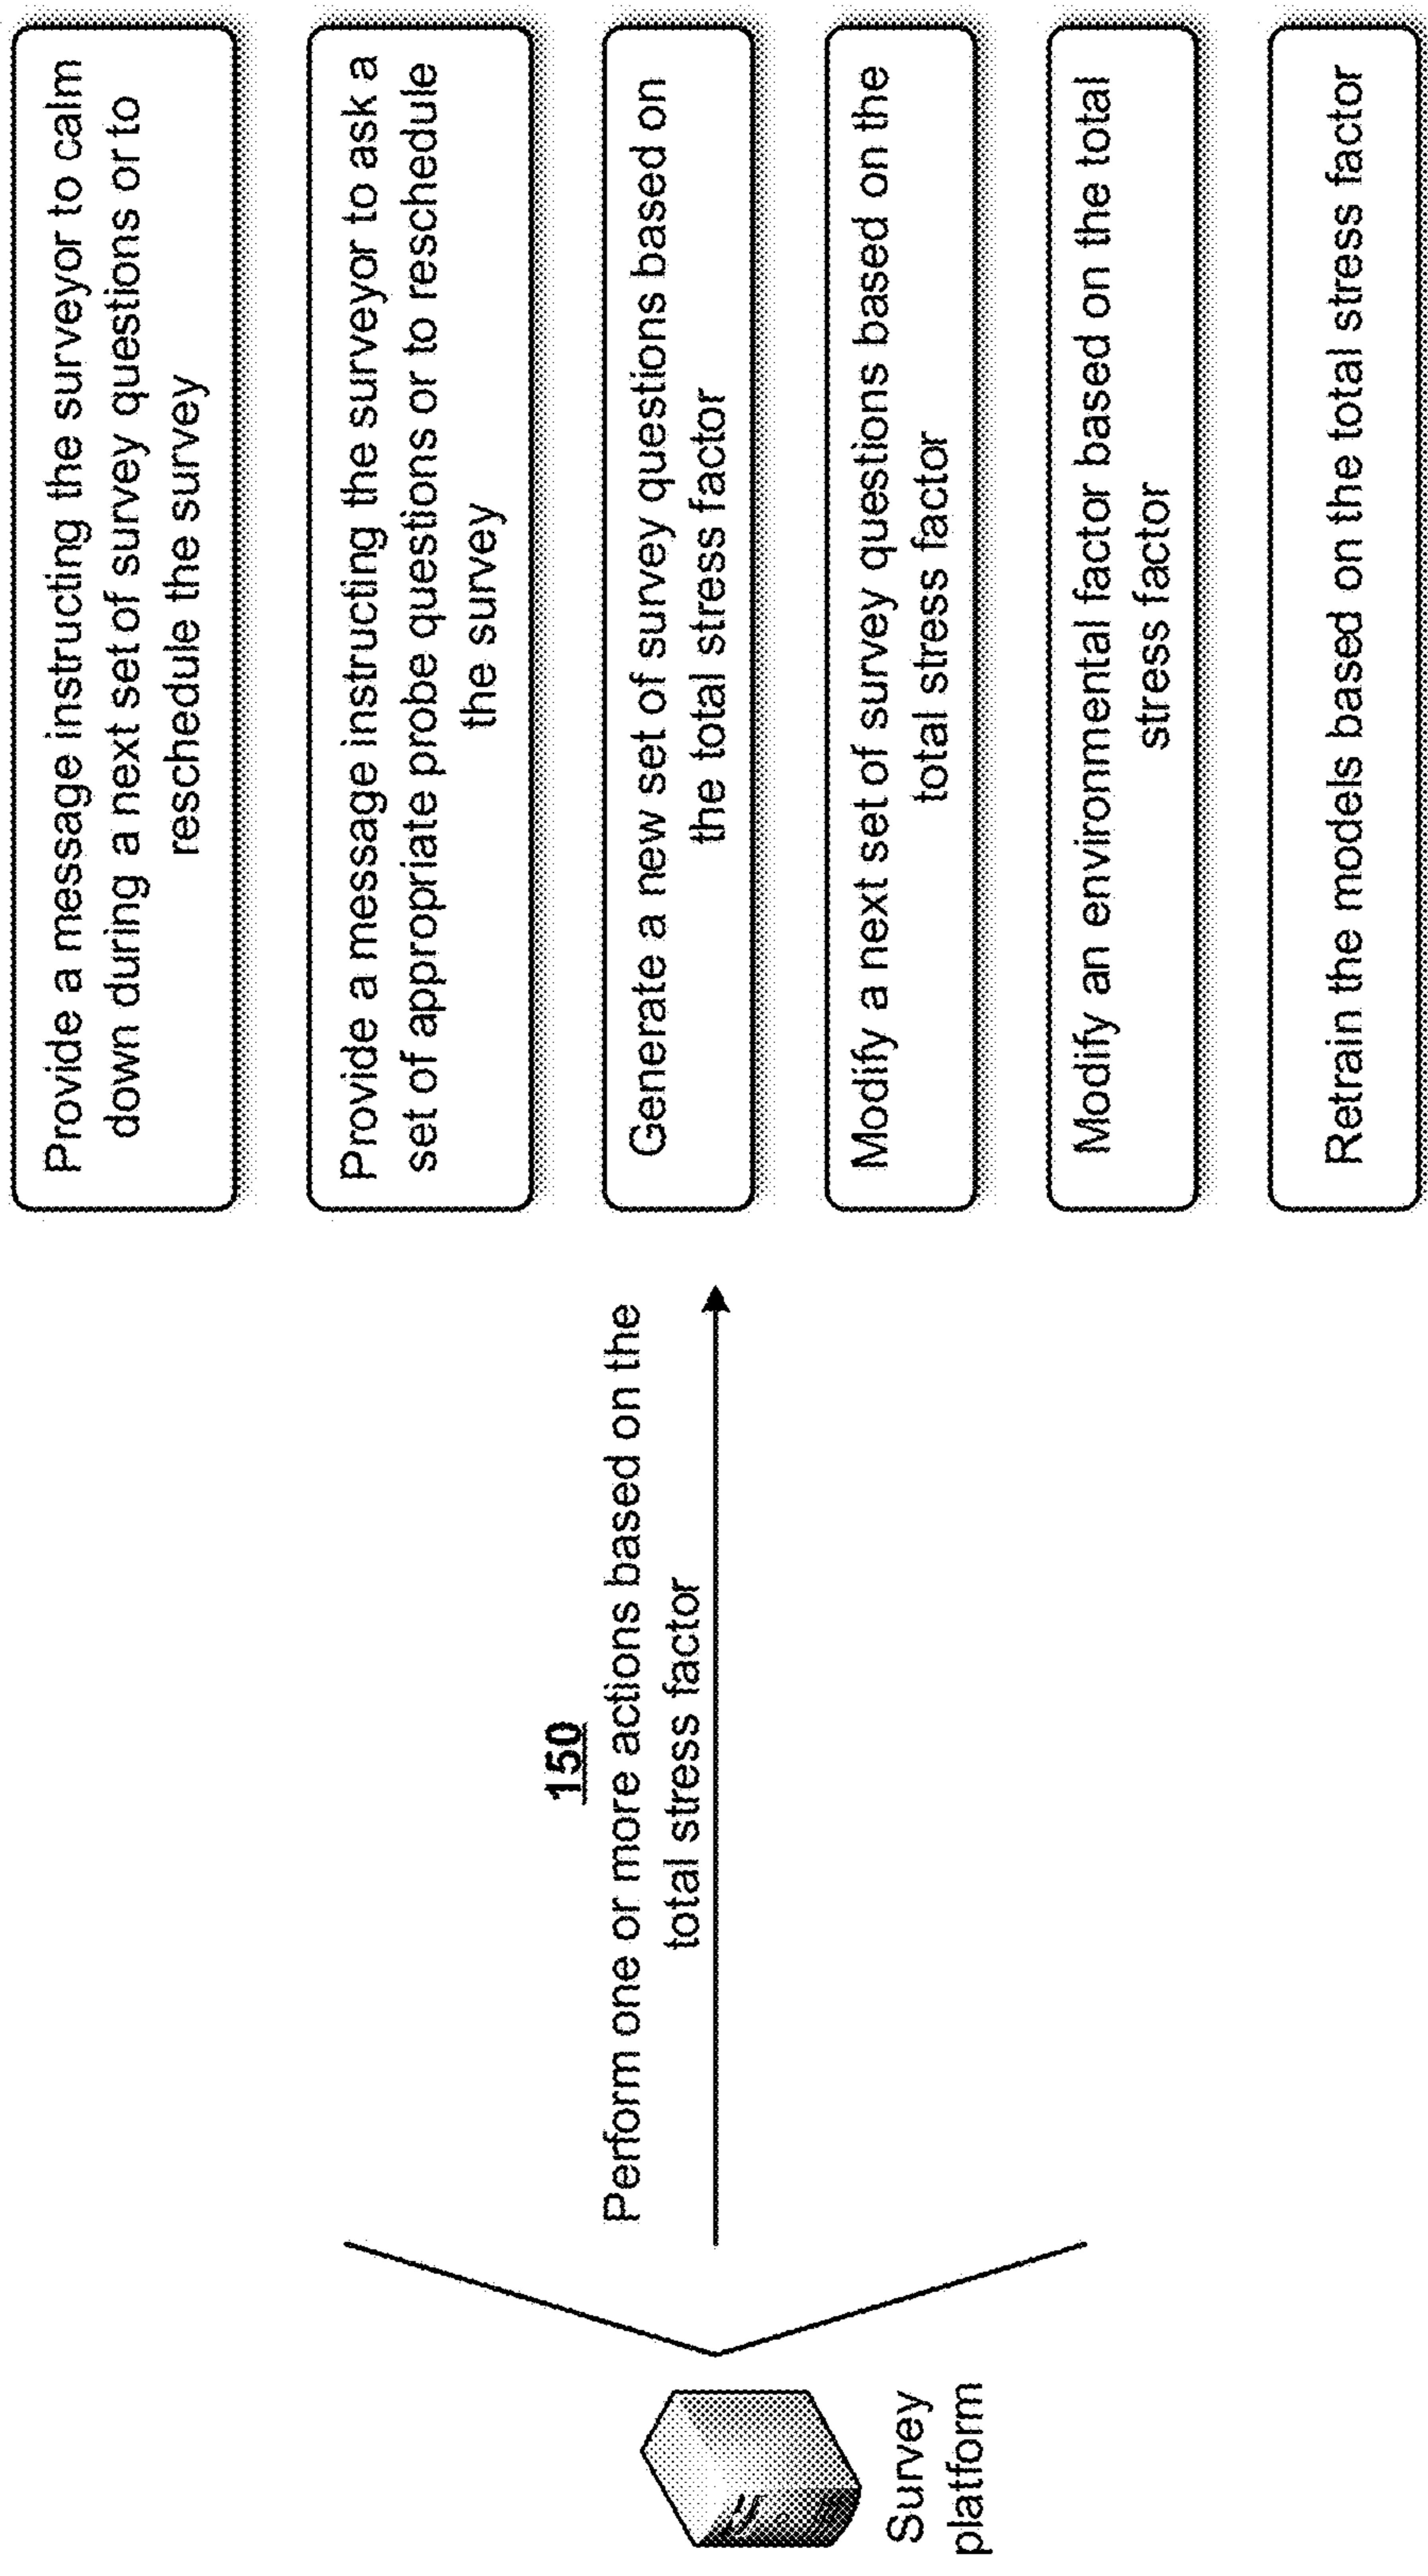 Survey
platform
150
Perform one or more actions based on the
total stress factor
Provide a message instructing the surveyor to calm
down during a next set of survey questions or to
reschedule the survey
Provide a message instructing the surveyor to ask a
set of appropriate probe questions or to reschedule
the survey
Generate a new set of survey questions based on
the total stress factor
Modify a next set of survey questions based on the
total stress factor
Modify an environmental factor based on the total
stress factor
Retrain the models based on the total stress factor